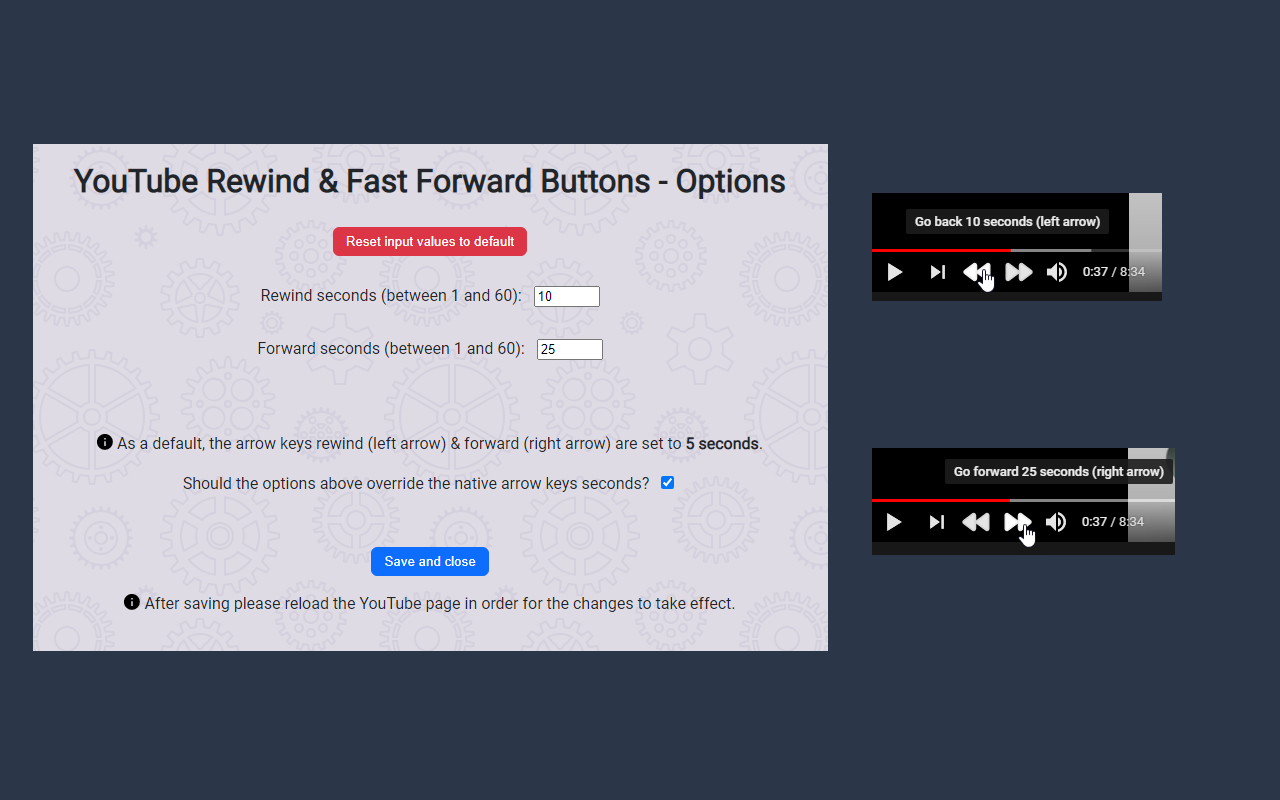 YouTube Rewind & Fast Forward Buttons - Options
Reset input values to default
Rewind seconds (between 1 and 60): 10
Forward seconds (between 1 and 60): 25
As a default, the arrow keys rewind (left arrow) & forward (right arrow) are set to 5 seconds.
Should the options above override the native arrow keys seconds?
Save and close
After saving please reload the YouTube page in order for the changes to take effect.
Go back 10 seconds (left arrow)
0:37 / 8:34
Go forward 25 seconds (right arrow)
0:37 / 8:34